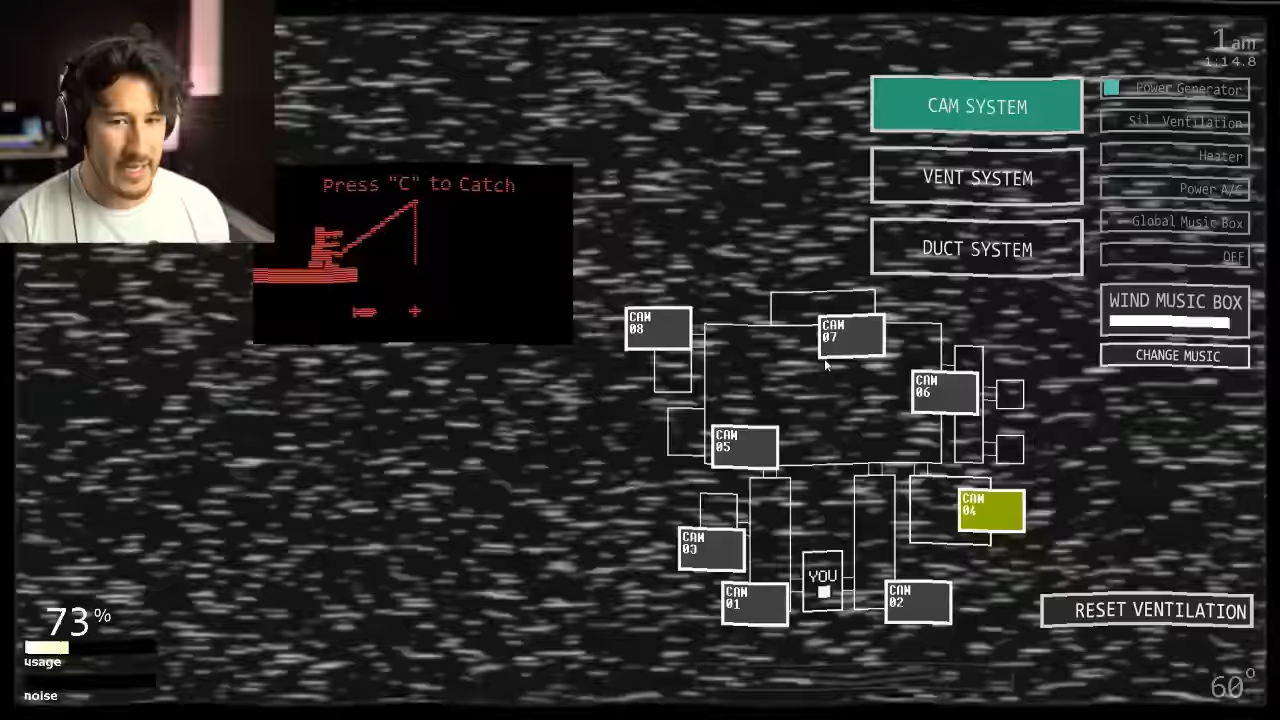 1am
1:14.8
Press "C" to Catch
CAM SYSTEM
VENT SYSTEM
DUCT SYSTEM
Power Generator
Sil Ventilation
Heater
Power A/C
Global Music Box
OFF
WIND MUSIC BOX
CHANGE MUSIC
CAM
08
CAM
07
CAM
06
CAM
05
CAM
04
CAM
03
YOU
CAM
01
CAM
02
RESET VENTILATION
73%
usage
noise
60°